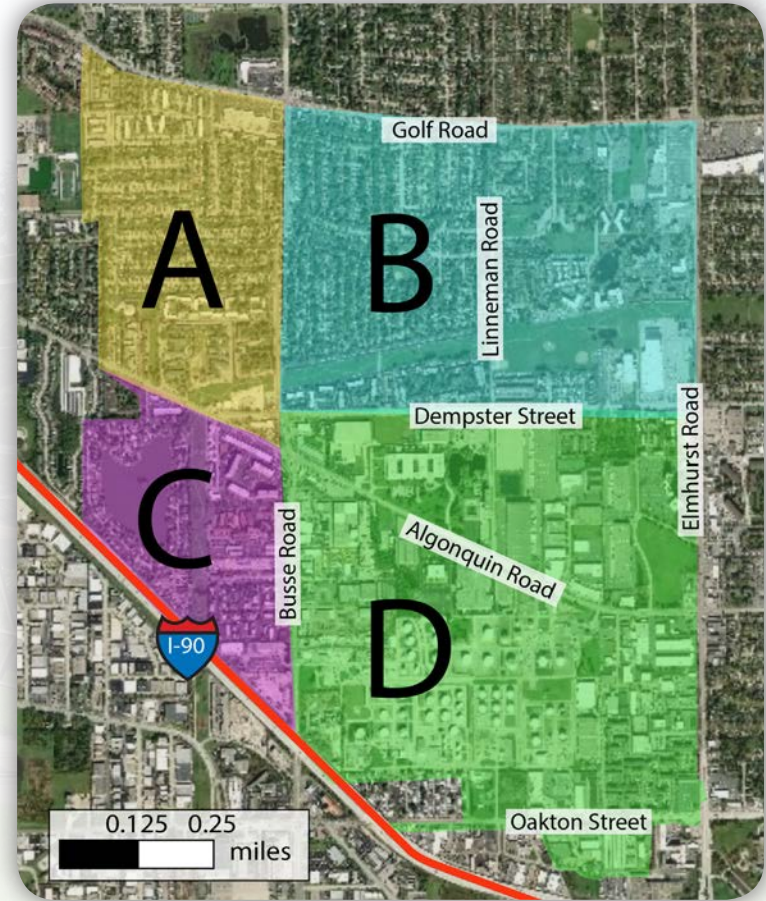 Golf Road
A
B
Linneman Road
Dempster Street
Elmhurst Road
C
Busse Road
Algonquin Road
D
I-90
Oakton Street
0.125 0.25
miles